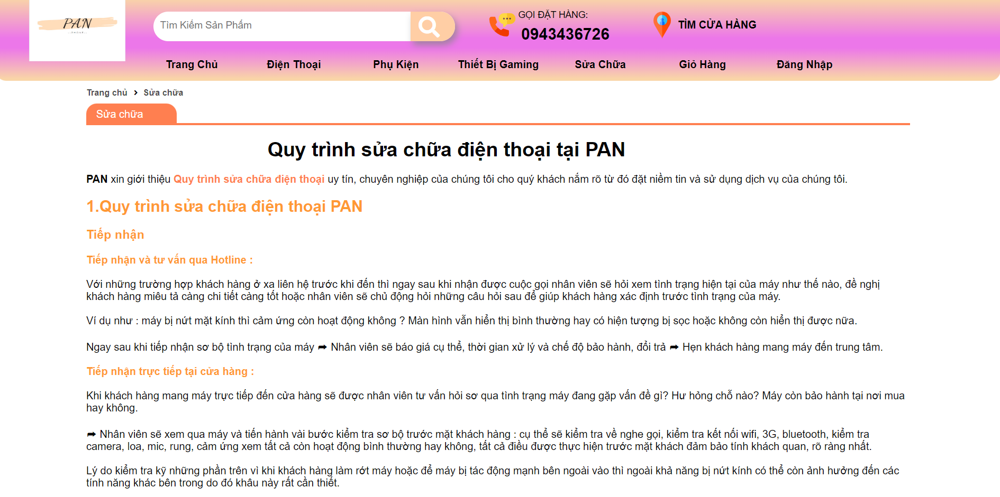 PAN
..PHONE..
Tìm Kiếm Sản Phẩm
GỌI ĐẶT HÀNG:
0943436726
TÌM CỬA HÀNG
Trang Chủ
Điện Thoại
Phụ Kiện
Thiết Bị Gaming
Sửa Chữa
Giỏ Hàng
Đăng Nhập
Trang chủ > Sửa chữa
Sửa chữa
Quy trình sửa chữa điện thoại tại PAN
PAN xin giới thiệu Quy trình sửa chữa điện thoại uy tín, chuyên nghiệp của chúng tôi cho quý khách nắm rõ từ đó đặt niềm tin và sử dụng dịch vụ của chúng tôi.
1.Quy trình sửa chữa điện thoại PAN
Tiếp nhận
Tiếp nhận và tư vấn qua Hotline :
Với những trường hợp khách hàng ở xa liên hệ trước khi đến thì ngay sau khi nhận được cuộc gọi nhân viên sẽ hỏi xem tình trạng hiện tại của máy như thế nào, đề nghị
khách hàng miêu tả càng chi tiết càng tốt hoặc nhân viên sẽ chủ động hỏi những câu hỏi sau để giúp khách hàng xác định trước tình trạng của máy.
Ví dụ như : máy bị nứt mặt kính thì cảm ứng còn hoạt động không ? Màn hình vẫn hiển thị bình thường hay có hiện tượng bị sọc hoặc không còn hiển thị được nữa.
Ngay sau khi tiếp nhận sơ bộ tình trạng của máy ➦ Nhân viên sẽ báo giá cụ thể, thời gian xử lý và chế độ bảo hành, đổi trả ➦ Hẹn khách hàng mang máy đến trung tâm.
Tiếp nhận trực tiếp tại cửa hàng :
Khi khách hàng mang máy trực tiếp đến cửa hàng sẽ được nhân viên tư vấn hỏi sơ qua tình trạng máy đang gặp vấn đề gì? Hư hỏng chỗ nào? Máy còn bảo hành tại nơi mua
hay không.
➦ Nhân viên sẽ xem qua máy và tiến hành vài bước kiểm tra sơ bộ trước mặt khách hàng : cụ thể sẽ kiểm tra về nghe gọi, kiểm tra kết nối wifi, 3G, bluetooth, kiểm tra
camera, loa, mic, rung, cảm ứng xem tất cả còn hoạt động bình thường hay không, tất cả điều được thực hiện trước mặt khách đảm bảo tính khách quan, rõ ràng nhất.
Lý do kiểm tra kỹ những phần trên vì khi khách hàng làm rớt máy hoặc để máy bị tác động mạnh bên ngoài vào thì ngoài khả năng bị nứt kính có thể còn ảnh hưởng đến các
tính năng khác bên trong do đó khâu này rất cần thiết.